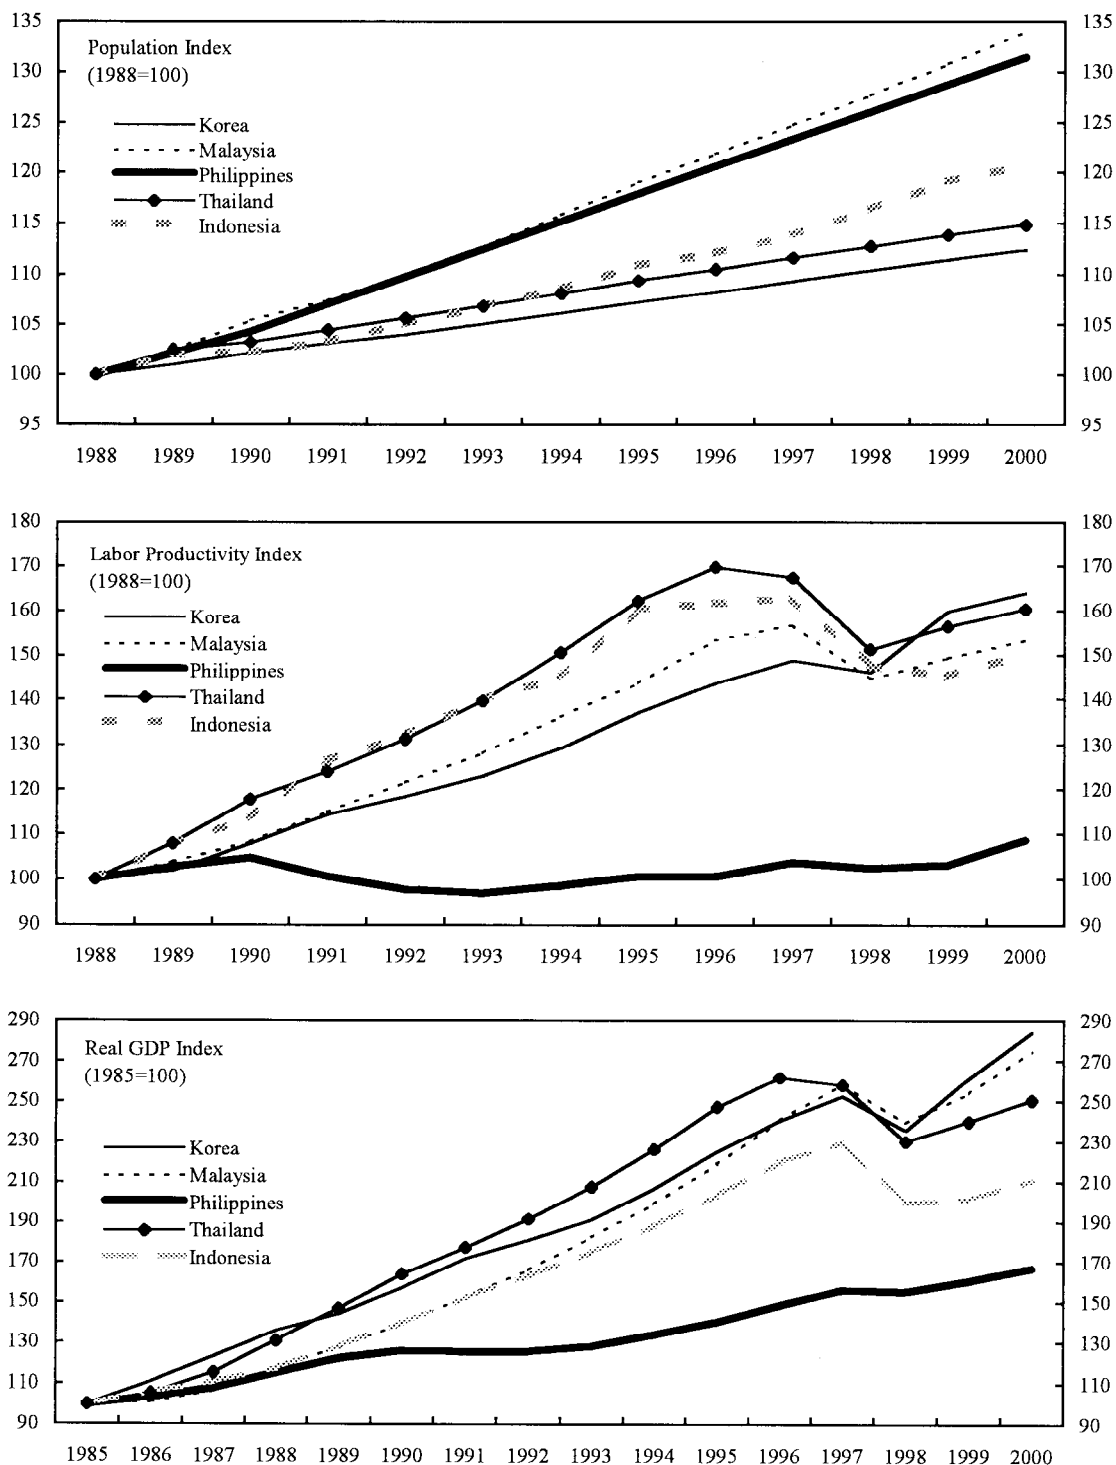 Population Index
(1988=100)
Korea
Malaysia
Philippines
Thailand
Indonesia
135 135
130 130
125 125
120 120
115 115
110 110
105 105
100 100
95 95
1988 1989 1990 1991 1992 1993 1994 1995 1996 1997 1998 1999 2000
Labor Productivity Index
(1988=100)
Korea
Malaysia
Philippines
Thailand
Indonesia
180 180
170 170
160 160
150 150
140 140
130 130
120 120
110 110
100 100
90 90
1988 1989 1990 1991 1992 1993 1994 1995 1996 1997 1998 1999 2000
Real GDP Index
(1985=100)
Korea
Malaysia
Philippines
Thailand
Indonesia
290 290
270 270
250 250
230 230
210 210
190 190
170 170
150 150
130 130
110 110
90 90
1985 1986 1987 1988 1989 1990 1991 1992 1993 1994 1995 1996 1997 1998 1999 2000